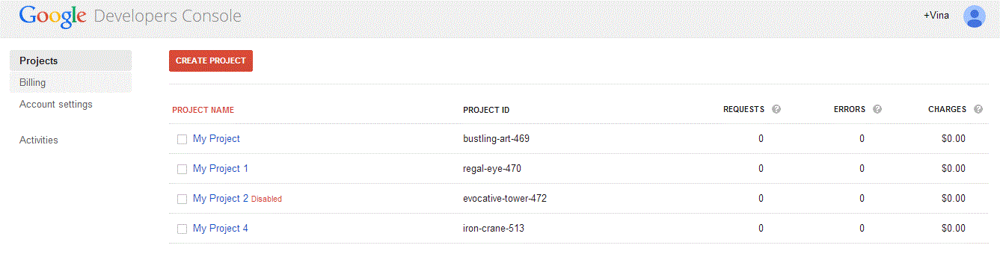 Google Developers Console +Vina
Projects
Billing
Account settings
Activities
CREATE PROJECT
PROJECT NAME PROJECT ID REQUESTS ? ERRORS ? CHARGES ?
My Project bustling-art-469 0 0 $0.00
My Project 1 regal-eye-470 0 0 $0.00
My Project 2 Disabled evocative-tower-472 0 0 $0.00
My Project 4 iron-crane-513 0 0 $0.00